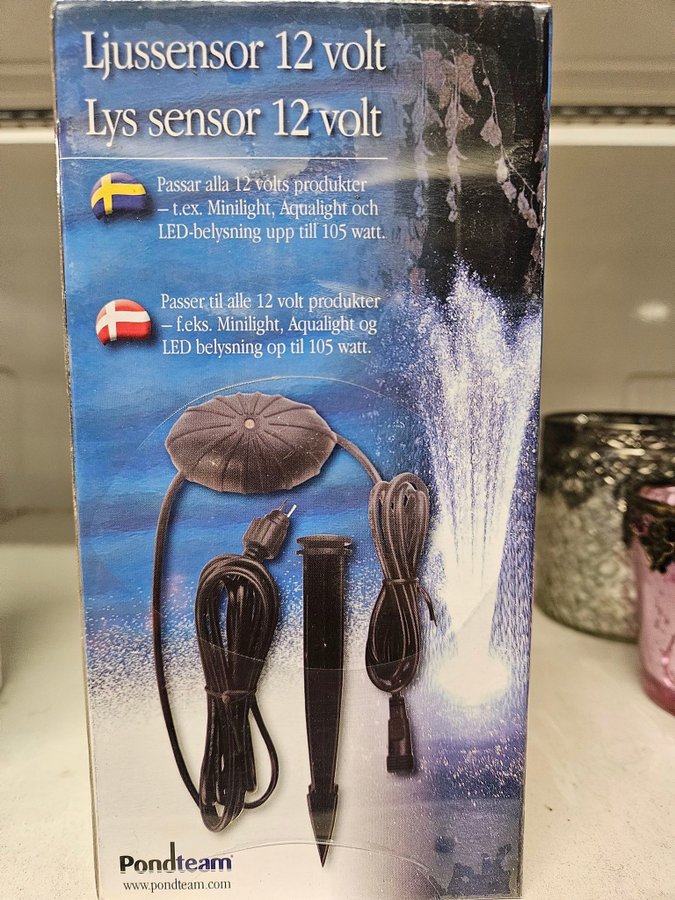 Ljussensor 12 volt
Lys sensor 12 volt
Passar alla 12 volts produkter
– t.ex. Minilight, Aqualight och
LED-belysning upp till 105 watt.
Passer til alle 12 volt produkter
– f.eks. Minilight, Aqualight og
LED belysning op til 105 watt.
Pondteam
www.pondteam.com